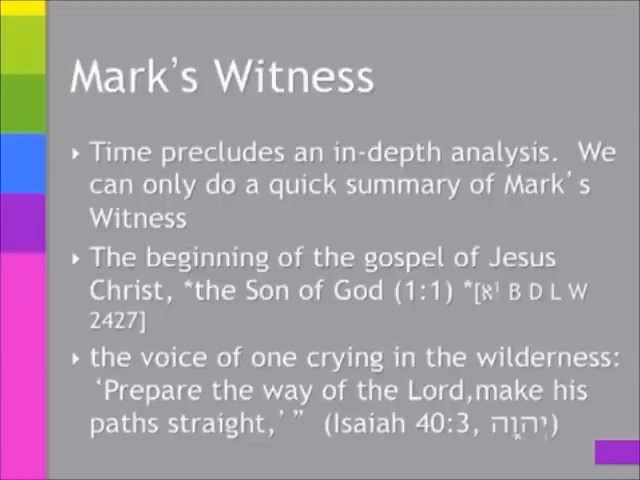 Mark’s Witness
Time precludes an in-depth analysis. We
can only do a quick summary of Mark’s
Witness
The beginning of the gospel of Jesus
Christ, *the Son of God (1:1) *[א¹ B D L W
2427]
the voice of one crying in the wilderness:
‘Prepare the way of the Lord,make his
paths straight,’” (Isaiah 40:3, יְהוָ֑ה)